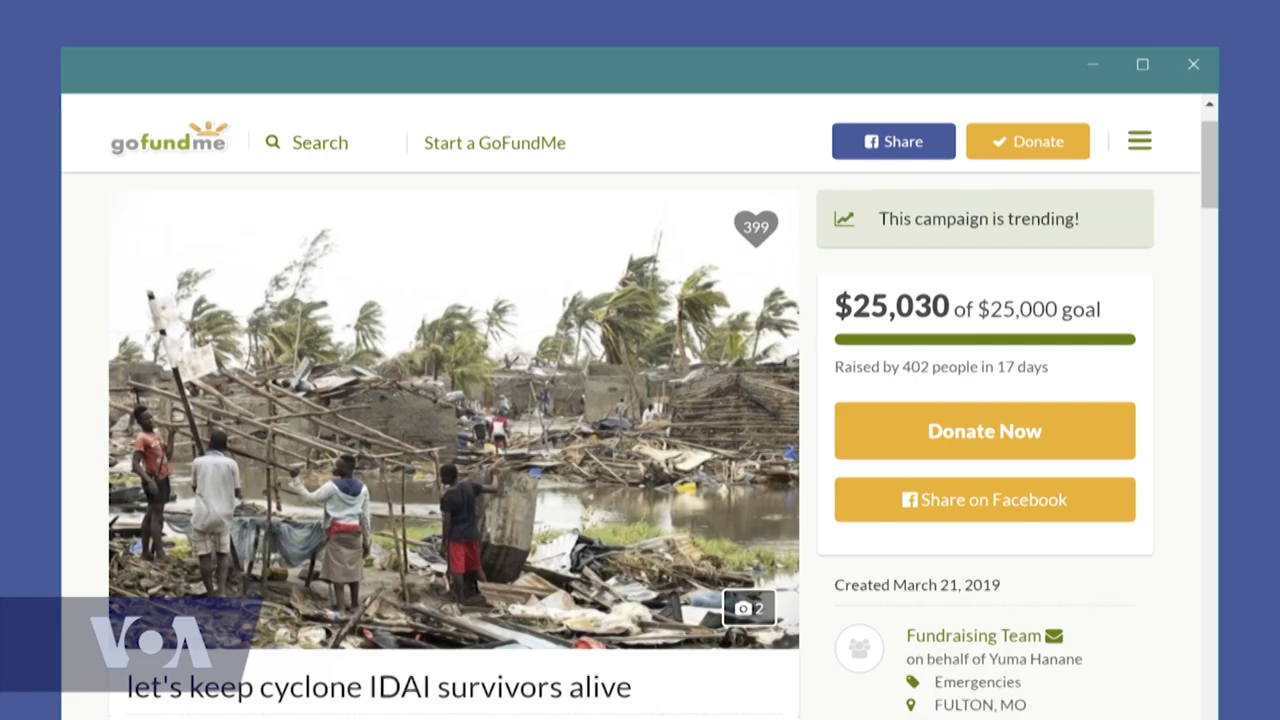 gofundme
Search
Start a GoFundMe
Share
Donate
399
This campaign is trending!
$25,030 of $25,000 goal
Raised by 402 people in 17 days
Donate Now
Share on Facebook
2
Created March 21, 2019
Fundraising Team
on behalf of Yuma Hanane
Emergencies
FULTON, MO
VOA
let's keep cyclone IDAI survivors alive